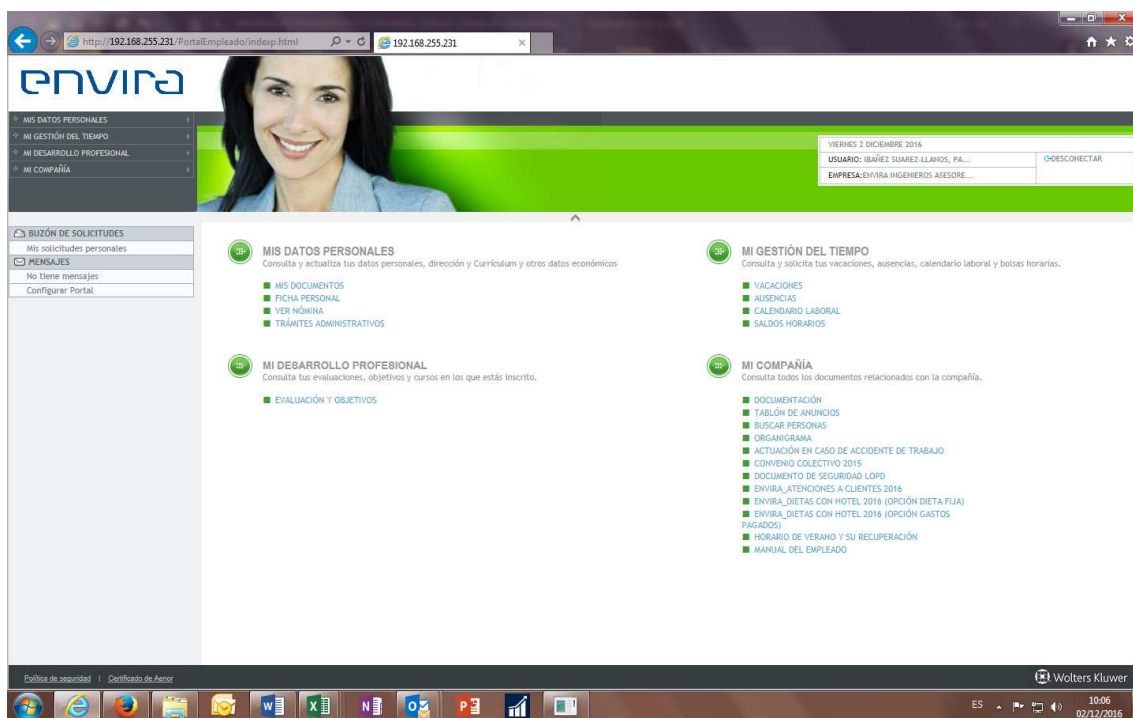 http://192.168.255.231/PortalEmpleado/indexp.html
192.168.255.231
envira
MIS DATOS PERSONALES
MI GESTIÓN DEL TIEMPO
MI DESARROLLO PROFESIONAL
MI COMPAÑÍA
VIERNES 2 DICIEMBRE 2016
USUARIO: IBAÑEZ SUAREZ-LLANOS, PA...
DESCONECTAR
EMPRESA:ENVIRA INGENIEROS ASESORE...
BUZÓN DE SOLICITUDES
Mis solicitudes personales
MENSAJES
No tiene mensajes
Configurar Portal
MIS DATOS PERSONALES
Consulta y actualiza tus datos personales, dirección y Currículum y otros datos económicos
MIS DOCUMENTOS
FICHA PERSONAL
VER NÓMINA
TRÁMITES ADMINISTRATIVOS
MI GESTIÓN DEL TIEMPO
Consulta y solicita tus vacaciones, ausencias, calendario laboral y bolsas horarias.
VACACIONES
AUSENCIAS
CALENDARIO LABORAL
SALDOS HORARIOS
MI DESARROLLO PROFESIONAL
Consulta tus evaluaciones, objetivos y cursos en los que estás inscrito.
EVALUACIÓN Y OBJETIVOS
MI COMPAÑÍA
Consulta todos los documentos relacionados con la compañía.
DOCUMENTACIÓN
TABLÓN DE ANUNCIOS
BUSCAR PERSONAS
ORGANIGRAMA
ACTUACIÓN EN CASO DE ACCIDENTE DE TRABAJO
CONVENIO COLECTIVO 2015
DOCUMENTO DE SEGURIDAD LOPD
ENVIRA_ATENCIONES A CLIENTES 2016
ENVIRA_DIETAS CON HOTEL 2016 (OPCIÓN DIETA FIJA)
ENVIRA_DIETAS CON HOTEL 2016 (OPCIÓN GASTOS
PAGADOS)
HORARIO DE VERANO Y SU RECUPERACIÓN
MANUAL DEL EMPLEADO
Política de seguridad | Certificado de Aenor
Wolters Kluwer
ES
10:06
02/12/2016